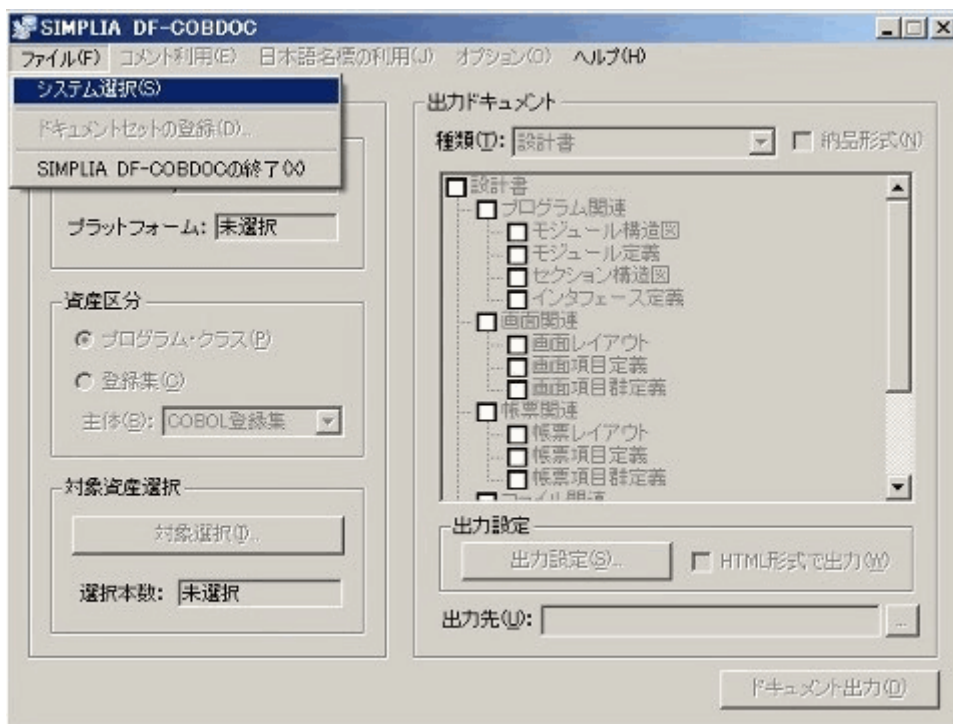 SIMPLIA DF-COBDOC
ファイル(F) コメント利用(E) 日本語名標の利用(J) オプション(O) ヘルプ(H)
システム選択(S)
ドキュメントセットの登録(D)...
SIMPLIA DF-COBDOCの終了(X)
プラットフォーム: 未選択
資産区分
プログラム・クラス(P)
登録集(C)
主体(B): COBOL登録集
対象資産選択
対象選択(I)...
選択本数: 未選択
出力ドキュメント
種類(T): 設計書 納品形式(N)
設計書
プログラム関連
モジュール構造図
モジュール定義
セクション構造図
インタフェース定義
画面関連
画面レイアウト
画面項目定義
画面項目群定義
帳票関連
帳票レイアウト
帳票項目定義
帳票項目群定義
ファイル関連
出力設定
出力設定(S)... HTML形式で出力(W)
出力先(U): ...
ドキュメント出力(D)